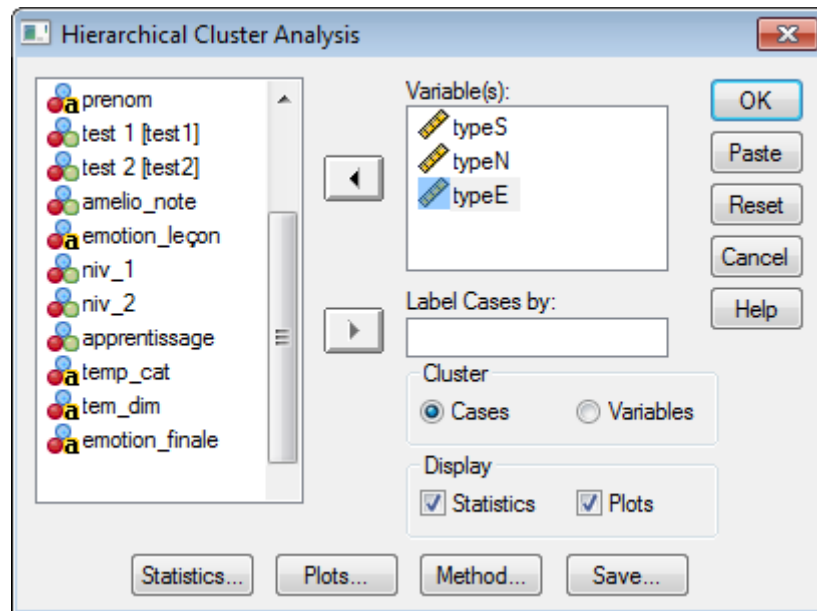 Hierarchical Cluster Analysis
prenom
test 1 [test1]
test 2 [test2]
amelio_note
emotion_leçon
niv_1
niv_2
apprentissage
temp_cat
tem_dim
emotion_finale
Variable(s):
typeS
typeN
typeE
Label Cases by:
Cluster
Cases Variables
Display
Statistics Plots
OK
Paste
Reset
Cancel
Help
Statistics... Plots... Method... Save...